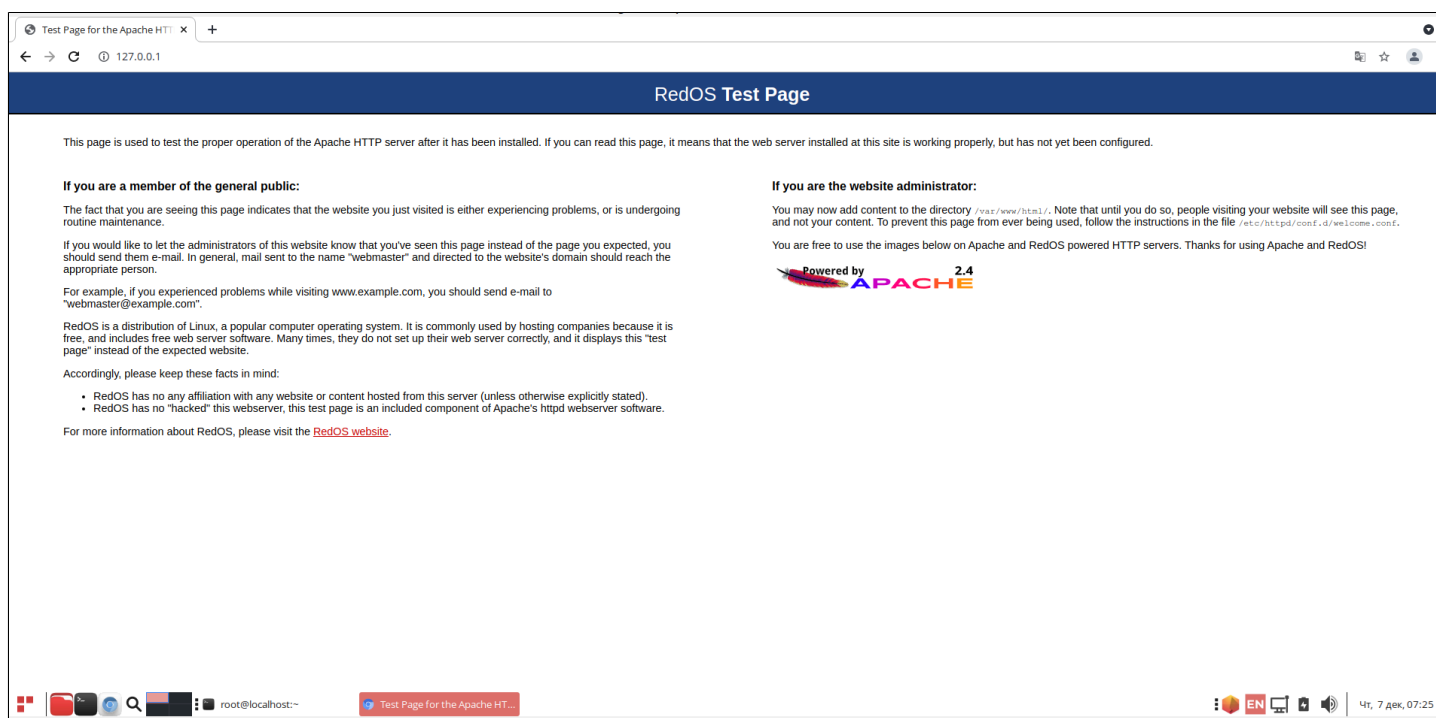 Test Page for the Apache HT
127.0.0.1
RedOS Test Page
This page is used to test the proper operation of the Apache HTTP server after it has been installed. If you can read this page, it means that the web server installed at this site is working properly, but has not yet been configured.
If you are a member of the general public:
The fact that you are seeing this page indicates that the website you just visited is either experiencing problems, or is undergoing
routine maintenance.
If you would like to let the administrators of this website know that you've seen this page instead of the page you expected, you
should send them e-mail. In general, mail sent to the name "webmaster" and directed to the website's domain should reach the
appropriate person.
For example, if you experienced problems while visiting www.example.com, you should send e-mail to
"webmaster@example.com".
RedOS is a distribution of Linux, a popular computer operating system. It is commonly used by hosting companies because it is
free, and includes free web server software. Many times, they do not set up their web server correctly, and it displays this "test
page" instead of the expected website.
Accordingly, please keep these facts in mind:
• RedOS has no any affiliation with any website or content hosted from this server (unless otherwise explicitly stated).
• RedOS has no "hacked" this webserver, this test page is an included component of Apache's httpd webserver software.
For more information about RedOS, please visit the RedOS website.
If you are the website administrator:
You may now add content to the directory /var/www/html/. Note that until you do so, people visiting your website will see this page,
and not your content. To prevent this page from ever being used, follow the instructions in the file /etc/httpd/conf.d/welcome.conf.
You are free to use the images below on Apache and RedOS powered HTTP servers. Thanks for using Apache and RedOS!
Powered by 2.4
APACHE
root@localhost:~
Test Page for the Apache HT...
EN
Чт, 7 дек, 07:25